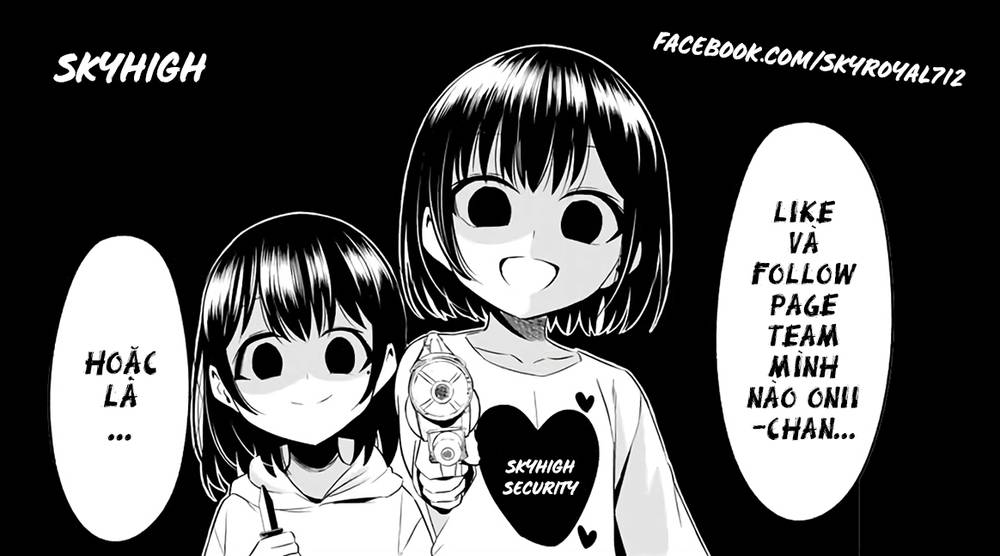 SKYHIGH
FACEBOOK.COM/SKYROYAL712
LIKE
VÀ
FOLLOW
PAGE
TEAM
MÌNH
NÀO ONII
-CHAN...
HOẶC
LÀ
...
SKYHIGH
SECURITY